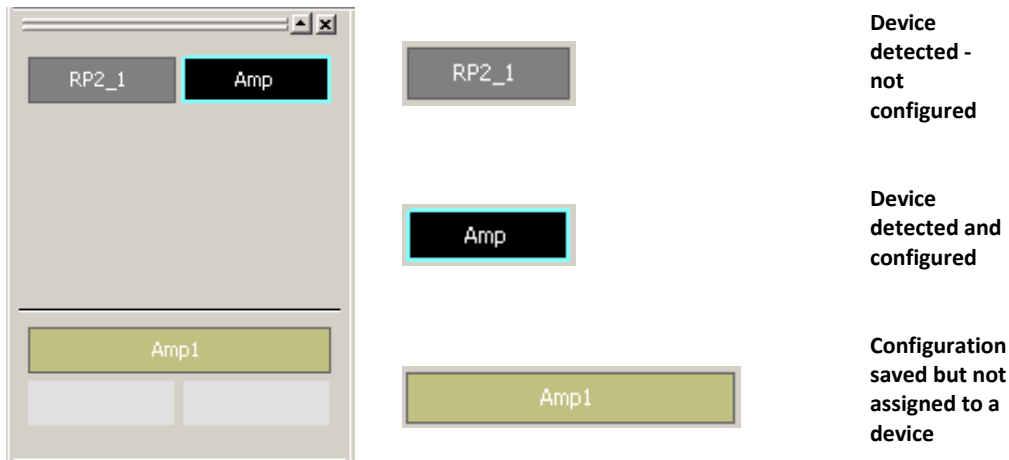 RP2_1 Amp
Amp1
RP2_1
Device
detected -
not
configured
Amp
Device
detected and
configured
Amp1
Configuration
saved but not
assigned to a
device